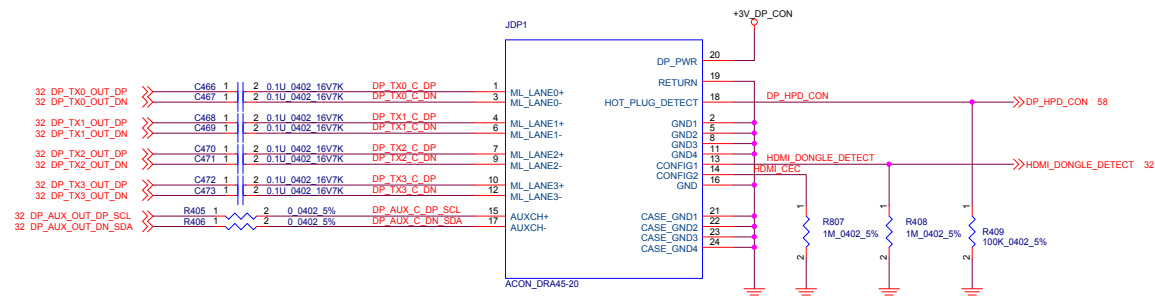 +3V_DP_CON
JDP1
20
DP_PWR
19
RETURN
32 DP_TX0_OUT_DP C466 1 2 0.1U_0402_16V7K DP_TX0_C_DP 1 ML_LANE0+
32 DP_TX0_OUT_DN C467 1 2 0.1U_0402_16V7K DP_TX0_C_DN 3 ML_LANE0-
HOT_PLUG_DETECT 18 DP_HPD_CON DP_HPD_CON 58
32 DP_TX1_OUT_DP C468 1 2 0.1U_0402_16V7K DP_TX1_C_DP 4 ML_LANE1+
32 DP_TX1_OUT_DN C469 1 2 0.1U_0402_16V7K DP_TX1_C_DN 6 ML_LANE1-
GND1 2
GND2 5
GND3 8
GND4 11
32 DP_TX2_OUT_DP C470 1 2 0.1U_0402_16V7K DP_TX2_C_DP 7 ML_LANE2+
32 DP_TX2_OUT_DN C471 1 2 0.1U_0402_16V7K DP_TX2_C_DN 9 ML_LANE2-
CONFIG1 13 HDMI_DONGLE_DETECT HDMI_DONGLE_DETECT 32
CONFIG2 14 HDMI_CEC
GND 16
32 DP_TX3_OUT_DP C472 1 2 0.1U_0402_16V7K DP_TX3_C_DP 10 ML_LANE3+
32 DP_TX3_OUT_DN C473 1 2 0.1U_0402_16V7K DP_TX3_C_DN 12 ML_LANE3-
32 DP_AUX_OUT_DP_SCL R405 1 2 0_0402_5% DP_AUX_C_DP_SCL 15 AUXCH+
32 DP_AUX_OUT_DN_SDA R406 1 2 0_0402_5% DP_AUX_C_DN_SDA 17 AUXCH-
CASE_GND1 21
CASE_GND2 22
CASE_GND3 23
CASE_GND4 24
1 R807 1M_0402_5% 2
1 R408 1M_0402_5% 2
1 R409 100K_0402_5% 2
ACON_DRA45-20